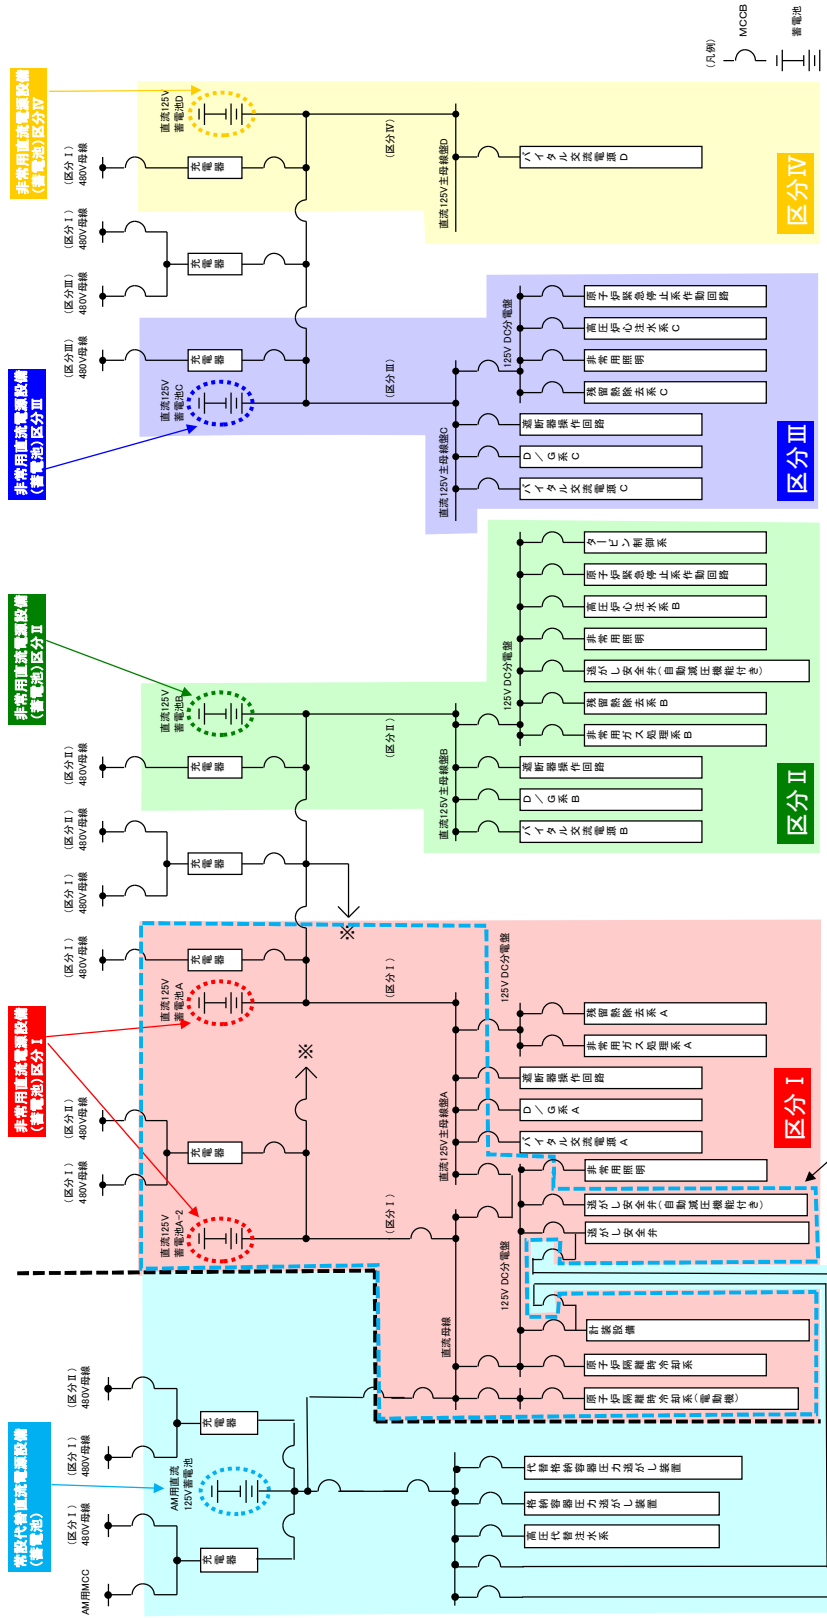 常設代替直流電源設備
(蓄電池)
AM用MCC
(区分Ⅰ)
480V母線
(区分Ⅰ)
480V母線
(区分Ⅱ)
480V母線
充電器
充電器
AM用直流
125V蓄電池
高圧代替注水系
格納容器圧力逃がし装置
代替格納容器圧力逃がし装置
非常用直流電源設備
(蓄電池)区分Ⅰ
(区分Ⅰ)
480V母線
(区分Ⅱ)
480V母線
(区分Ⅰ)
480V母線
充電器
充電器
直流125V
蓄電池A-2
直流125V
蓄電池A
※
※
(区分Ⅰ)
(区分Ⅰ)
直流母線
直流125V主母線盤A
125V DC分電盤
125V DC分電盤
原子炉隔離時冷却系(電動機)
原子炉隔離時冷却系
計装設備
逃がし安全弁
逃がし安全弁(自動減圧機能付き)
非常用照明
バイタル交流電源A
D/G系A
遮断器操作回路
非常用ガス処理系A
残留熱除去系A
区分Ⅰ
非常用直流電源設備
(蓄電池)区分Ⅱ
(区分Ⅰ)
480V母線
(区分Ⅱ)
480V母線
(区分Ⅱ)
480V母線
充電器
充電器
直流125V
蓄電池B
(区分Ⅱ)
直流125V主母線盤B
125V DC分電盤
バイタル交流電源B
D/G系B
遮断器操作回路
非常用ガス処理系B
残留熱除去系B
逃がし安全弁(自動減圧機能付き)
非常用照明
高圧炉心注水系B
原子炉緊急停止系作動回路
タービン制御系
区分Ⅱ
非常用直流電源設備
(蓄電池)区分Ⅲ
(区分Ⅲ)
480V母線
(区分Ⅲ)
480V母線
(区分Ⅰ)
480V母線
充電器
充電器
直流125V
蓄電池C
(区分Ⅲ)
直流125V主母線盤C
125V DC分電盤
バイタル交流電源C
D/G系C
遮断器操作回路
残留熱除去系C
非常用照明
高圧炉心注水系C
原子炉緊急停止系作動回路
区分Ⅲ
非常用直流電源設備
(蓄電池)区分Ⅳ
(区分Ⅰ)
480V母線
充電器
直流125V
蓄電池D
(区分Ⅳ)
直流125V主母線盤D
バイタル交流電源D
区分Ⅳ
(凡例)
MCCB
蓄電池